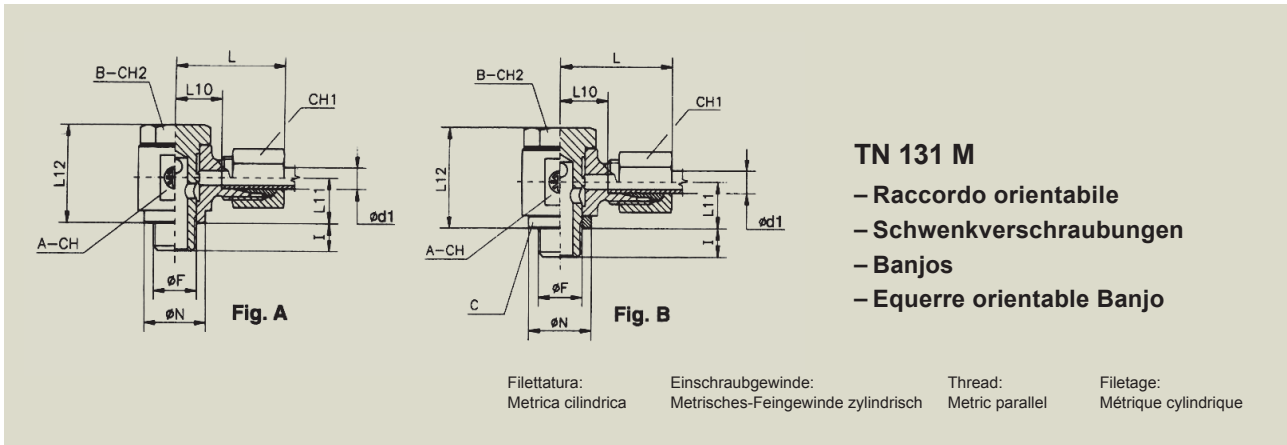 L
B-CH2
L10
CH1
L12
L11
A-CH
ød1
I
øF
øN
Fig. A
L
B-CH2
L10
CH1
L12
L11
A-CH
ød1
I
C
øF
øN
Fig. B
TN 131 M
– Raccordo orientabile
– Schwenkverschraubungen
– Banjos
– Equerre orientable Banjo
Filettatura: Einschraubgewinde: Thread: Filetage:
Metrica cilindrica Metrisches-Feingewinde zylindrisch Metric parallel Métrique cylindrique